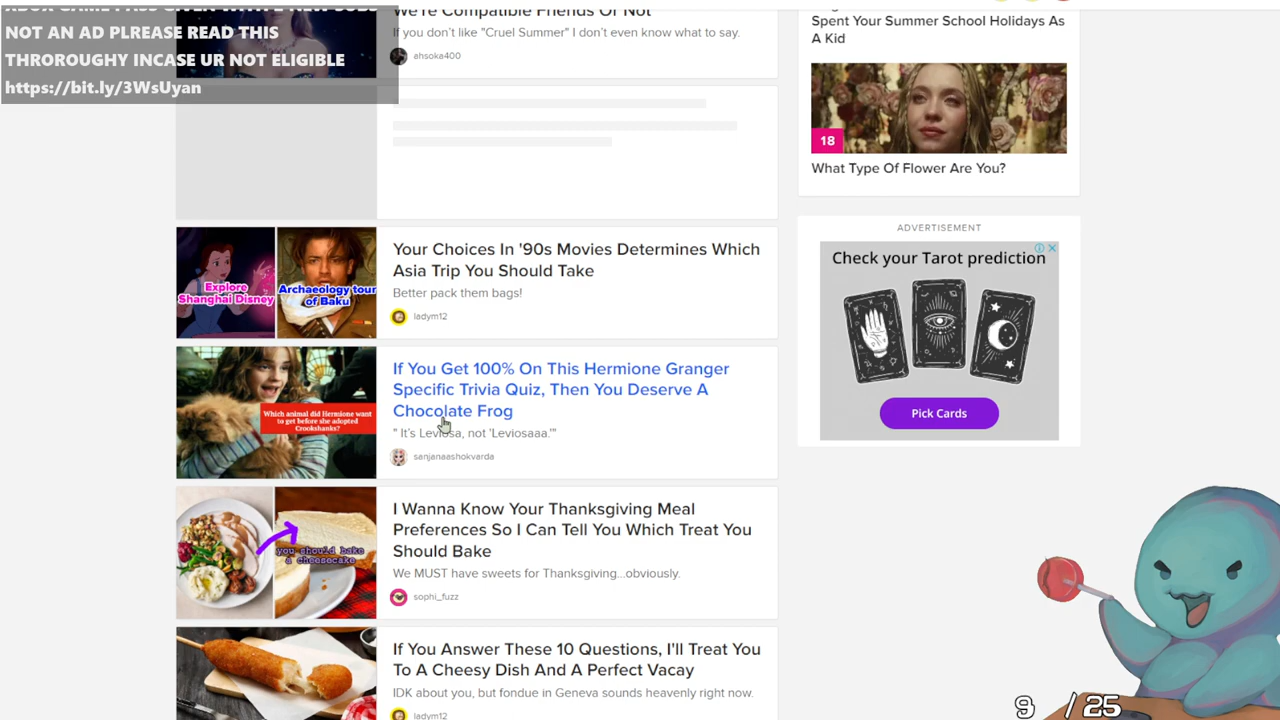 NOT AN AD PLREASE READ THIS
THROROUGHY INCASE UR NOT ELIGIBLE
https://bit.ly/3WsUyan
We're Compatible Friends Or Not
If you don't like "Cruel Summer" I don't even know what to say.
ahsoka400
Your Choices In '90s Movies Determines Which
Asia Trip You Should Take
Better pack them bags!
ladym12
Explore
Shanghai Disney
Archaeology tour
of Baku
If You Get 100% On This Hermione Granger
Specific Trivia Quiz, Then You Deserve A
Chocolate Frog
" It's Leviosa, not 'Leviosaaa.'"
sanjanaashokvarda
Which animal did Hermione want
to get before she adopted
Crookshanks?
I Wanna Know Your Thanksgiving Meal
Preferences So I Can Tell You Which Treat You
Should Bake
We MUST have sweets for Thanksgiving...obviously.
sophi_fuzz
you should bake
a cheesecake
If You Answer These 10 Questions, I'll Treat You
To A Cheesy Dish And A Perfect Vacay
IDK about you, but fondue in Geneva sounds heavenly right now.
ladym12
Spent Your Summer School Holidays As
A Kid
18
What Type Of Flower Are You?
ADVERTISEMENT
Check your Tarot prediction
Pick Cards
9 / 25